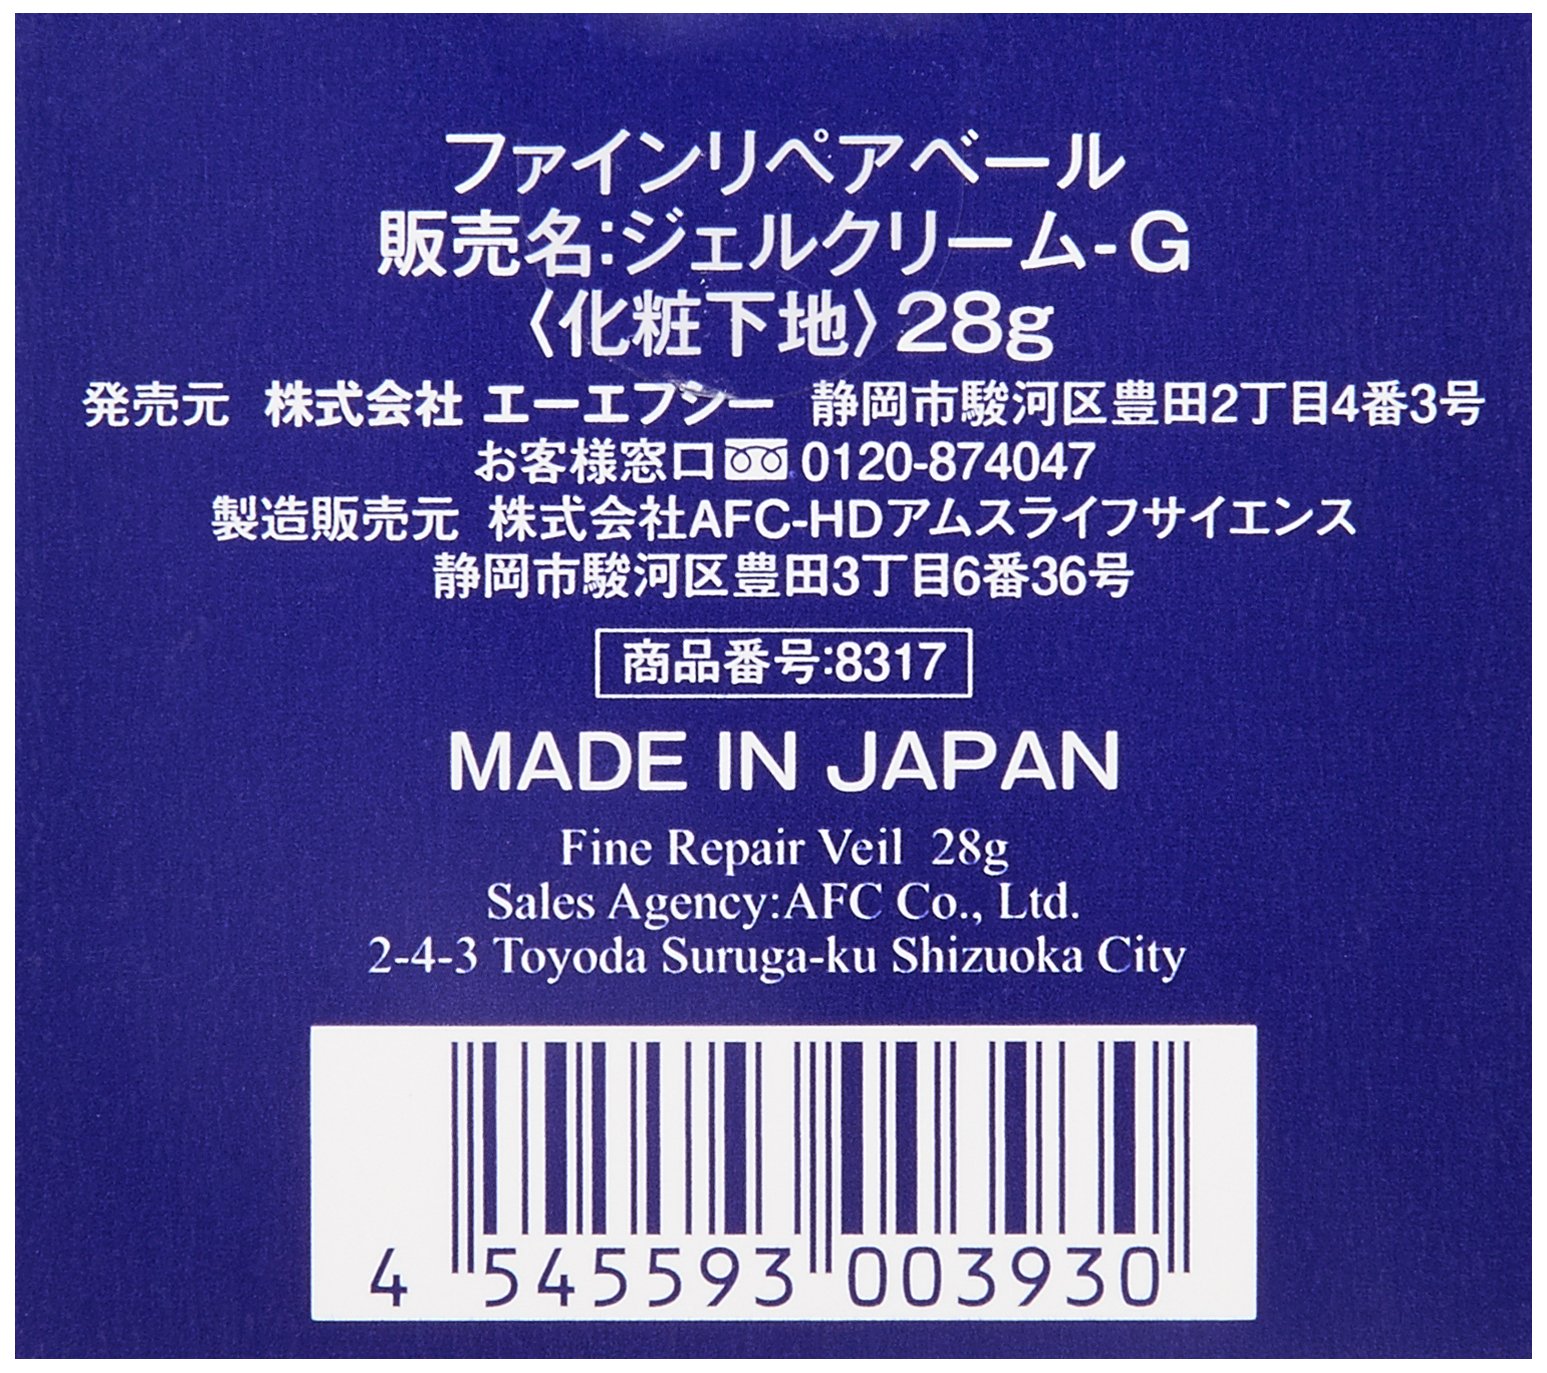 ファインリペアベール
販売名:ジェルクリーム-G
〈化粧下地〉28g
発売元 株式会社 エーエフシー 静岡市駿河区豊田2丁目4番3号
お客様窓口 0120-874047
製造販売元 株式会社AFC-HDアムスライフサイエンス
静岡市駿河区豊田3丁目6番36号
商品番号:8317
MADE IN JAPAN
Fine Repair Veil 28g
Sales Agency:AFC Co., Ltd.
2-4-3 Toyoda Suruga-ku Shizuoka City
4 545593 003930